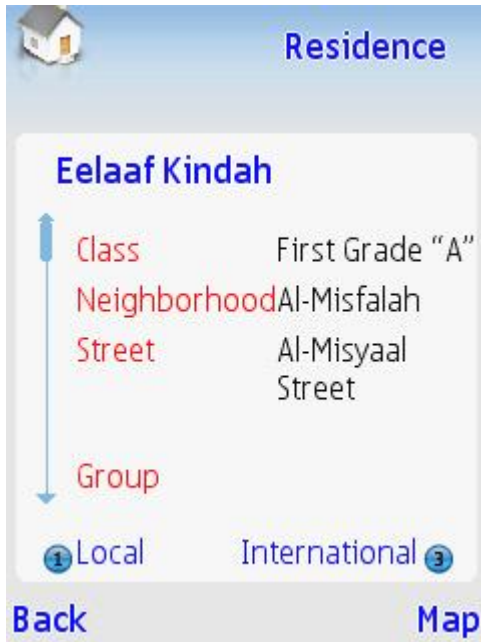 Residence
Eelaaf Kindah
Class First Grade “A”
Neighborhood Al-Misfalah
Street Al-Misyaal
Street
Group
1 Local International 3
Back Map